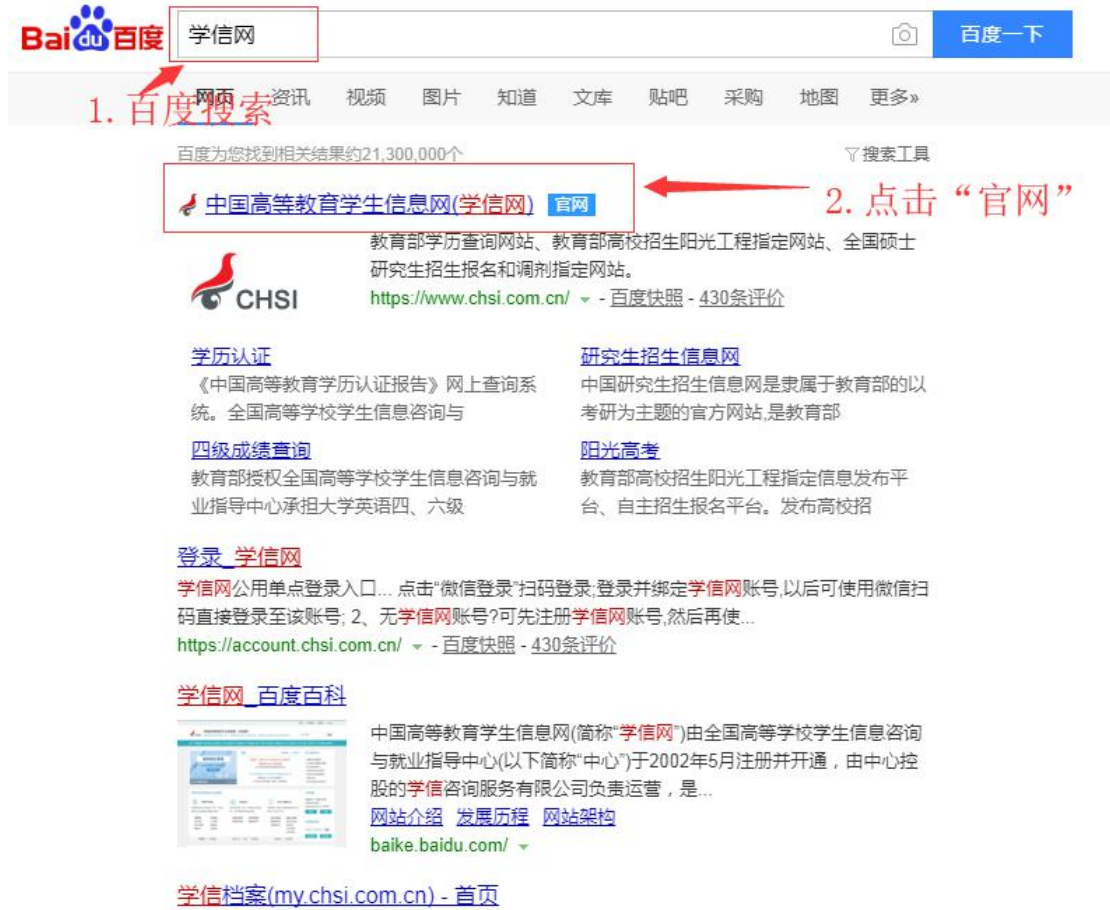 Bai du 百度 学信网 百度一下
1. 百度搜索
网页 资讯 视频 图片 知道 文库 贴吧 采购 地图 更多»
百度为您找到相关结果约21,300,000个 搜索工具
中国高等教育学生信息网(学信网) 官网
2. 点击“官网”
教育部学历查询网站、教育部高校招生阳光工程指定网站、全国硕士
研究生招生报名和调剂指定网站。
CHSI
https://www.chsi.com.cn/ - 百度快照 - 430条评价
学历认证
《中国高等教育学历认证报告》网上查询系
统。全国高等学校学生信息咨询与
研究生招生信息网
中国研究生招生信息网是隶属于教育部的以
考研为主题的官方网站,是教育部
四级成绩查询
教育部授权全国高等学校学生信息咨询与就
业指导中心承担大学英语四、六级
阳光高考
教育部高校招生阳光工程指定信息发布平
台、自主招生报名平台。发布高校招
登录_学信网
学信网公用单点登录入口... 点击“微信登录”扫码登录;登录并绑定学信网账号,以后可使用微信扫
码直接登录至该账号; 2、无学信网账号?可先注册学信网账号,然后再使...
https://account.chsi.com.cn/ - 百度快照 - 430条评价
学信网_百度百科
中国高等教育学生信息网(简称“学信网”)由全国高等学校学生信息咨询
与就业指导中心(以下简称“中心”)于2002年5月注册并开通，由中心控
股的学信咨询服务有限公司负责运营，是...
网站介绍 发展历程 网站架构
baike.baidu.com/
学信档案(my.chsi.com.cn) - 首页